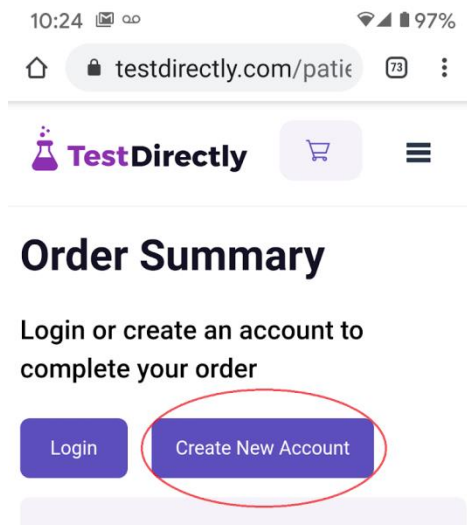 10:24 97%
testdirectly.com/patie 73
TestDirectly
Order Summary
Login or create an account to
complete your order
Login Create New Account